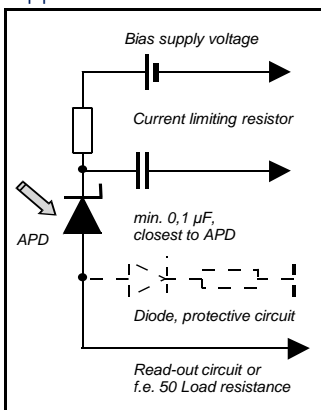 Bias supply voltage
Current limiting resistor
min. 0,1 µF,
closest to APD
APD
Diode, protective circuit
Read-out circuit or
f.e. 50 Load resistance